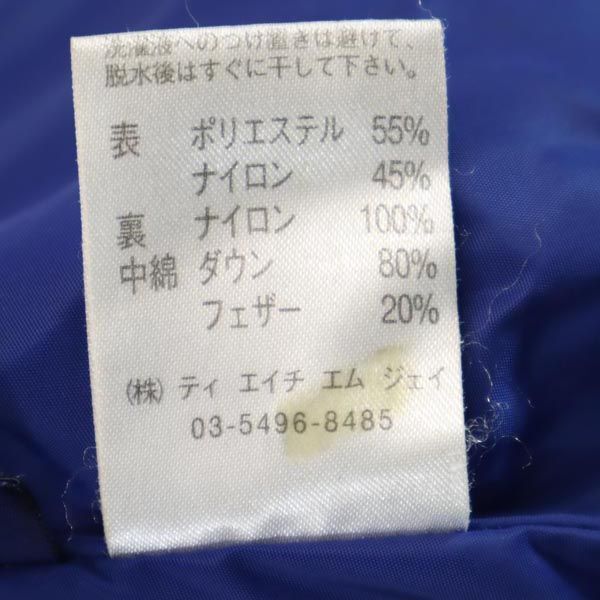 洗濯液へのつけ置きは避けて、
脱水後はすぐに干して下さい。
表 ポリエステル 55%
ナイロン 45%
裏 ナイロン 100%
中綿 ダウン 80%
フェザー 20%
(株) ティ エイチ エム ジェイ
03-5496-8485